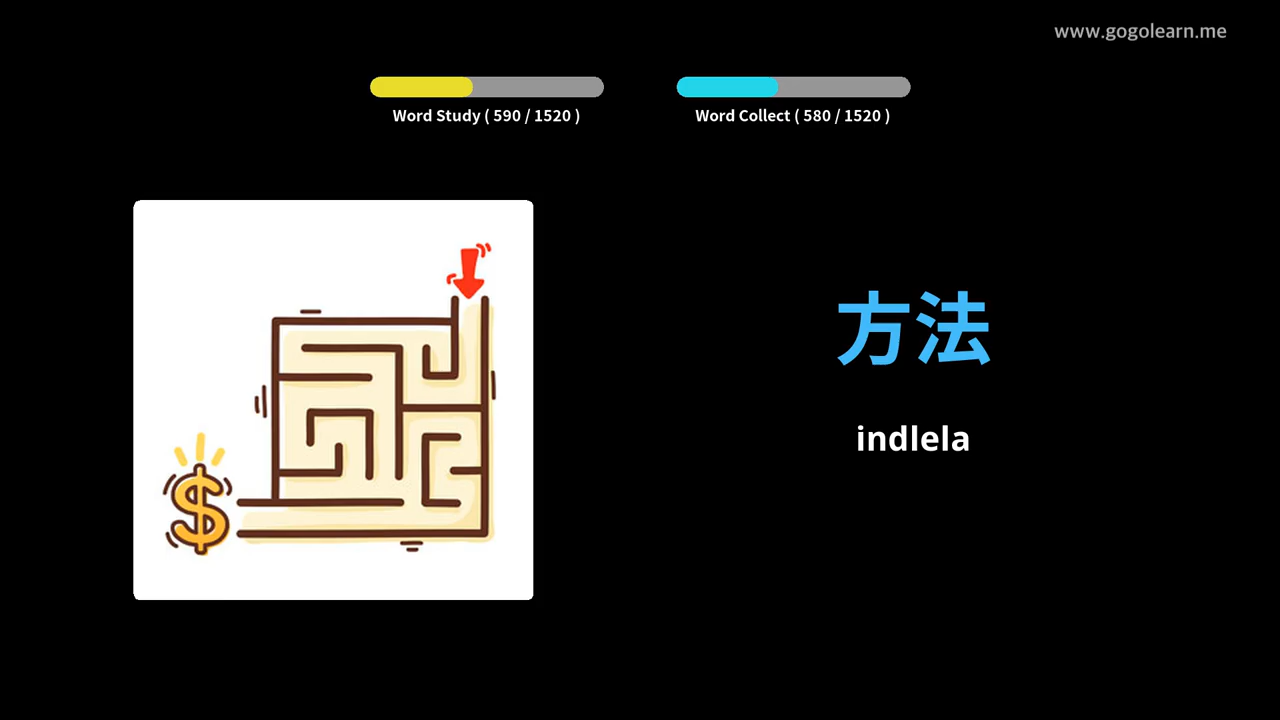 www.gogolearn.me
Word Study ( 590 / 1520 )
Word Collect ( 580 / 1520 )
方法
indlela
$